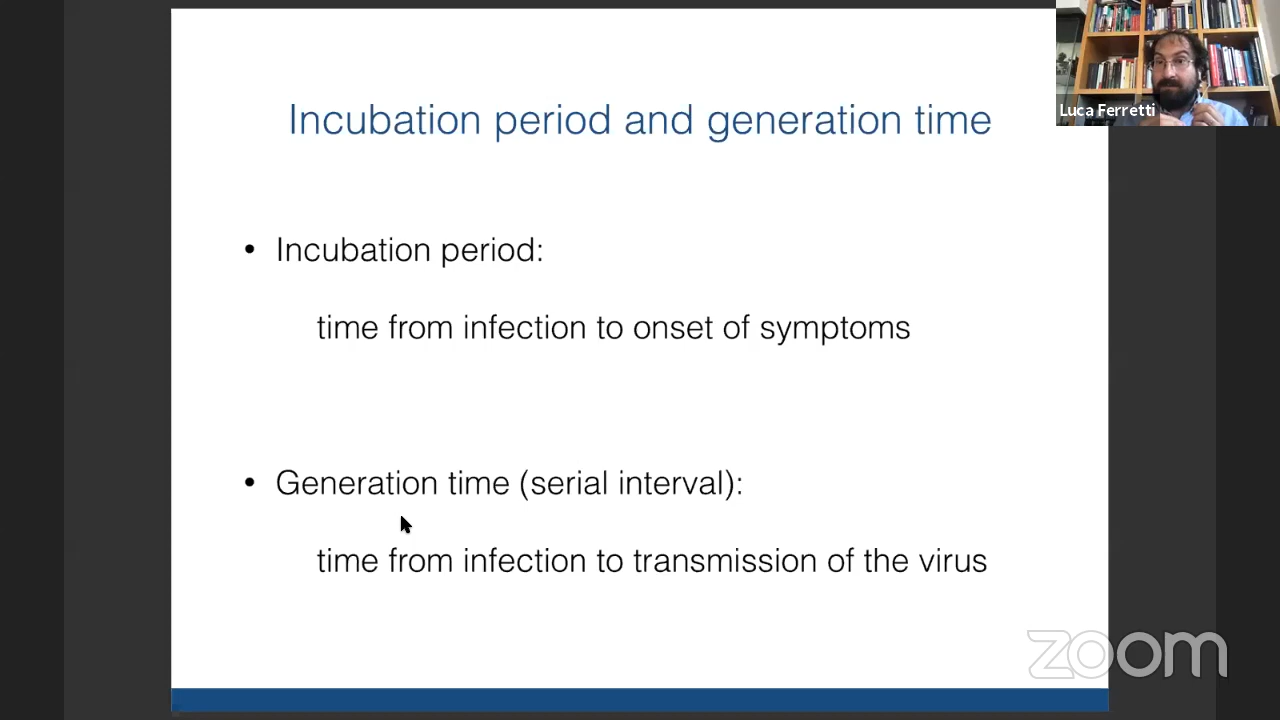 Incubation period and generation time
Luca Ferretti
• Incubation period:
time from infection to onset of symptoms
• Generation time (serial interval):
time from infection to transmission of the virus
zoom